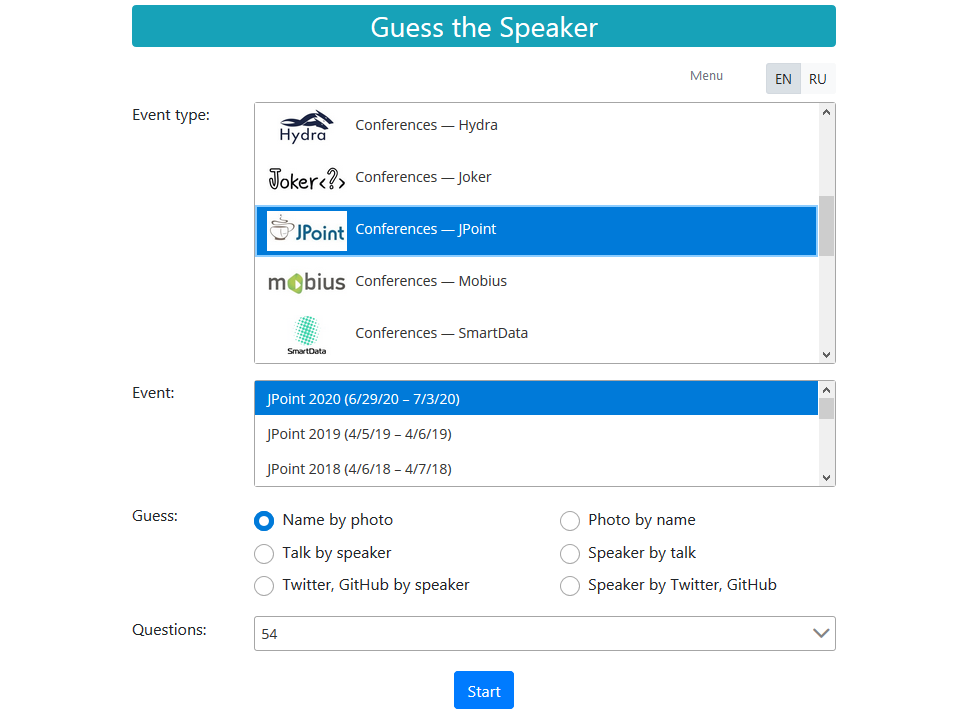 Guess the Speaker
Menu
EN RU
Event type:
Hydra Conferences — Hydra
Joker<?> Conferences — Joker
JPoint Conferences — JPoint
mobius Conferences — Mobius
SmartData Conferences — SmartData
Event:
JPoint 2020 (6/29/20 – 7/3/20)
JPoint 2019 (4/5/19 – 4/6/19)
JPoint 2018 (4/6/18 – 4/7/18)
Guess:
Name by photo Photo by name
Talk by speaker Speaker by talk
Twitter, GitHub by speaker Speaker by Twitter, GitHub
Questions:
54
Start